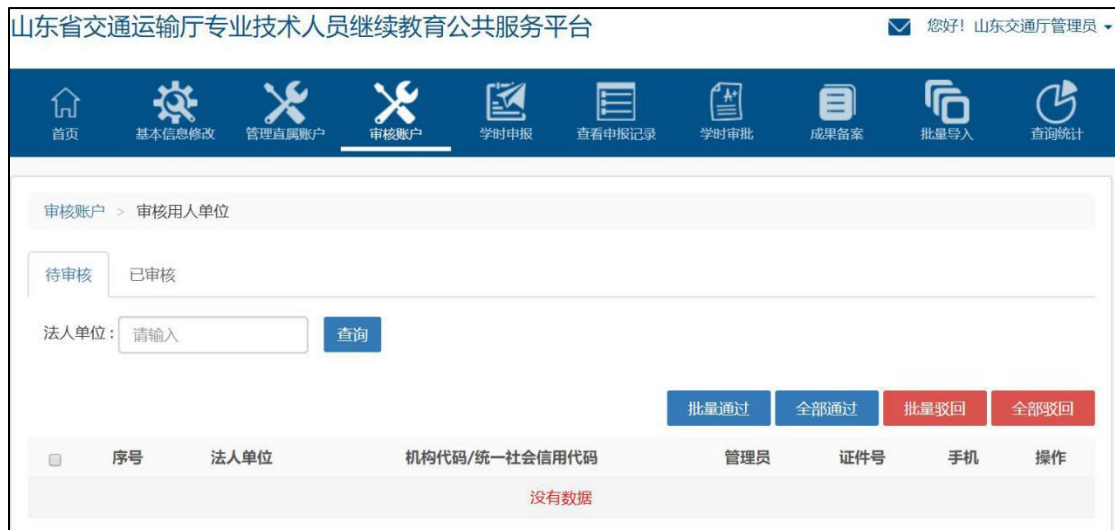 山东省交通运输厅专业技术人员继续教育公共服务平台
您好！山东交通厅管理员
首页 基本信息修改 管理直属账户 审核账户 学时申报 查看申报记录 学时审批 成果备案 批量导入 查询统计
审核账户 > 审核用人单位
待审核 已审核
法人单位： 请输入 查询
批量通过 全部通过 批量驳回 全部驳回
序号 法人单位 机构代码/统一社会信用代码 管理员 证件号 手机 操作
没有数据